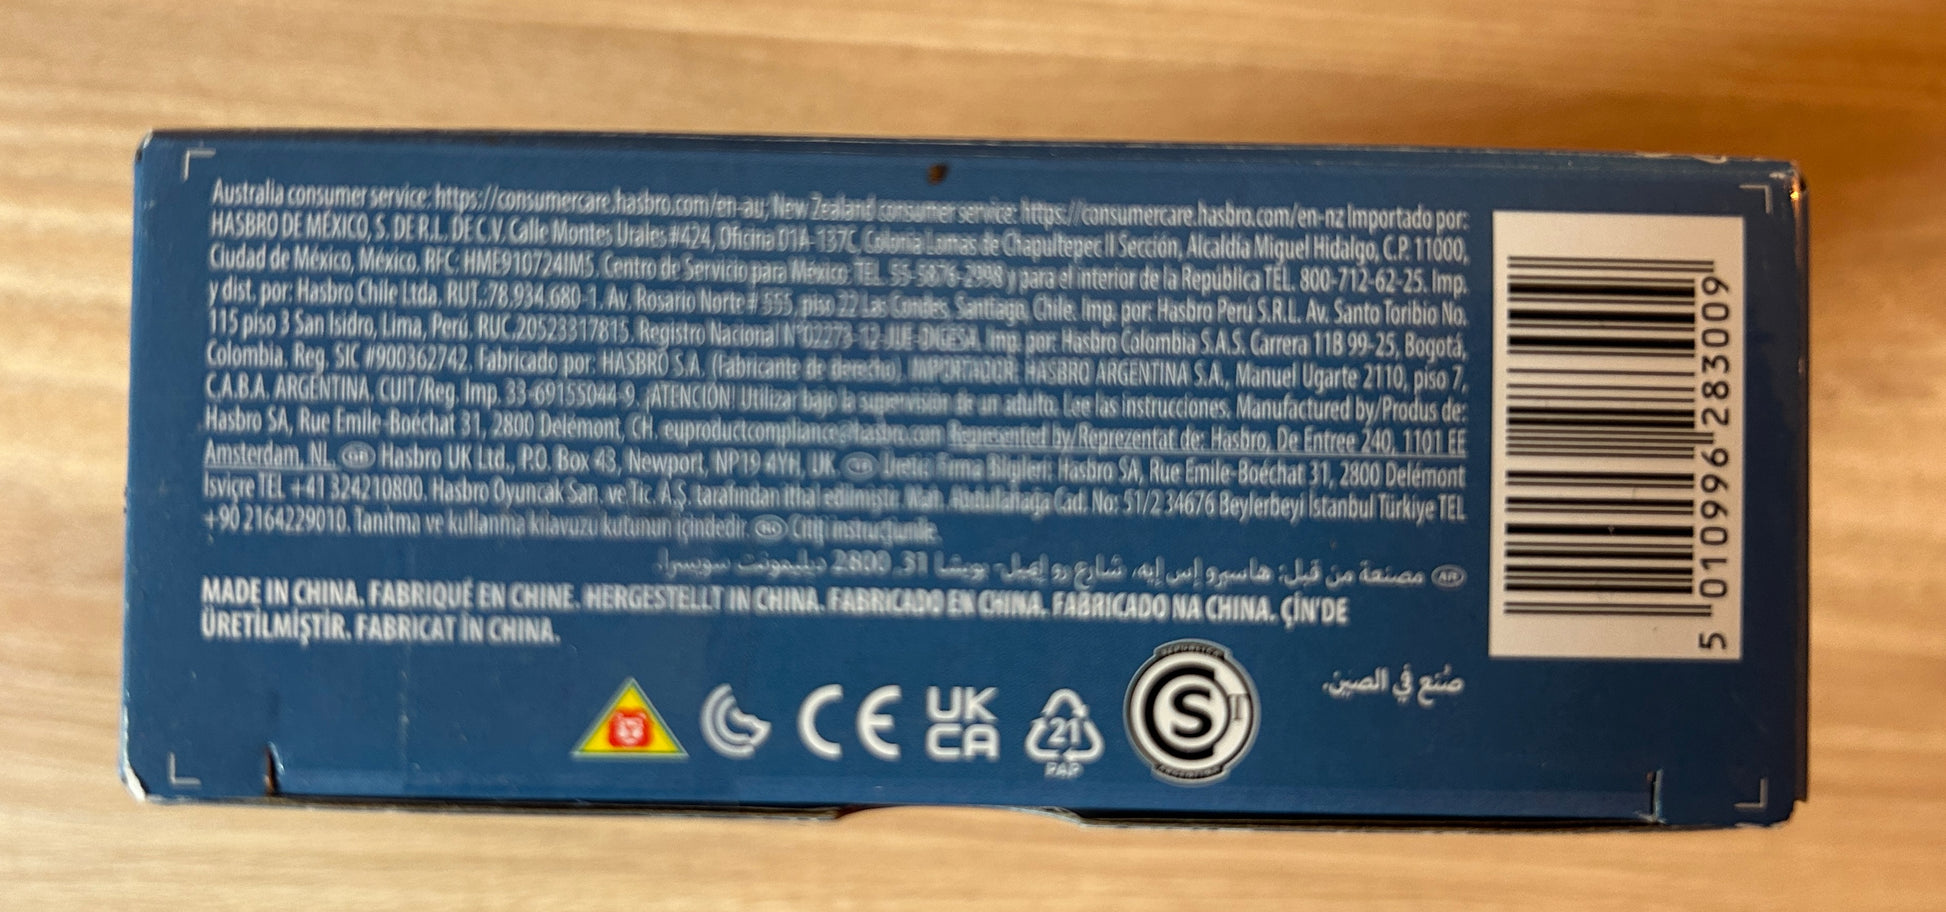 Australia consumer service: https://consumercare.hasbro.com/en-au; New Zealand consumer service: https://consumercare.hasbro.com/en-nz Importado por:
HASBRO DE MÉXICO, S. DE R.L. DE C.V. Calle Montes Urales #424, Oficina 01A-137C, Colonia Lomas de Chapultepec II Sección, Alcaldía Miguel Hidalgo, C.P. 11000,
Ciudad de México, México. RFC: HME910724IM5. Centro de Servicio para México: TEL. 55-5876-2998 y para el interior de la República TEL. 800-712-62-25. Imp.
y dist. por: Hasbro Chile Ltda. RUT.:78.934.680-1. Av. Rosario Norte # 555, piso 22 Las Condes, Santiago, Chile. Imp. por: Hasbro Perú S.R.L. Av. Santo Toribio No.
115 piso 3 San Isidro, Lima, Perú. RUC 20523317815. Registro Nacional N°02273-12-JUE-DIGESA. Imp. por: Hasbro Colombia S.A.S. Carrera 11B 99-25, Bogotá,
Colombia. Reg. SIC #900362742. Fabricado por: HASBRO S.A. (Fabricante de derecho). IMPORTADOR: HASBRO ARGENTINA S.A., Manuel Ugarte 2110, piso 7,
C.A.B.A. ARGENTINA. CUIT/Reg. Imp. 33-69155044-9. ¡ATENCIÓN! Utilizar bajo la supervisión de un adulto. Lee las instrucciones. Manufactured by/Produs de:
Hasbro SA, Rue Emile-Boéchat 31, 2800 Delémont, CH. euproductcompliance@hasbro.com Represented by/Reprezentat de: Hasbro, De Entree 240, 1101 EE
Amsterdam, NL. GB Hasbro UK Ltd., P.O. Box 43, Newport, NP19 4YH, UK. Üretici Firma Bilgileri: Hasbro SA, Rue Emile-Boéchat 31, 2800 Delémont
İsviçre TEL +41 324210800. Hasbro Oyuncak San. ve Tic. A.Ş. tarafından ithal edilmiştir. Mah. Abdullahağa Cad. No: 51/2 34676 Beylerbeyi İstanbul Türkiye TEL
+90 2164229010. Tanıtma ve kullanma kılavuzu kutunun içindedir. Citiţi instrucţiunile.
AR مصنعة من قبل: هاسبرو إس إيه، شارع رو إميل- بويشا 31، 2800 ديليمونت سويسرا.
MADE IN CHINA. FABRIQUÉ EN CHINE. HERGESTELLT IN CHINA. FABRICADO EN CHINA. FABRICADO NA CHINA. ÇİN'DE
ÜRETİLMİŞTİR. FABRICAT ÎN CHINA.
صُنع في الصين.
CE
UK
CA
21
PAP
S
5 010996 283009